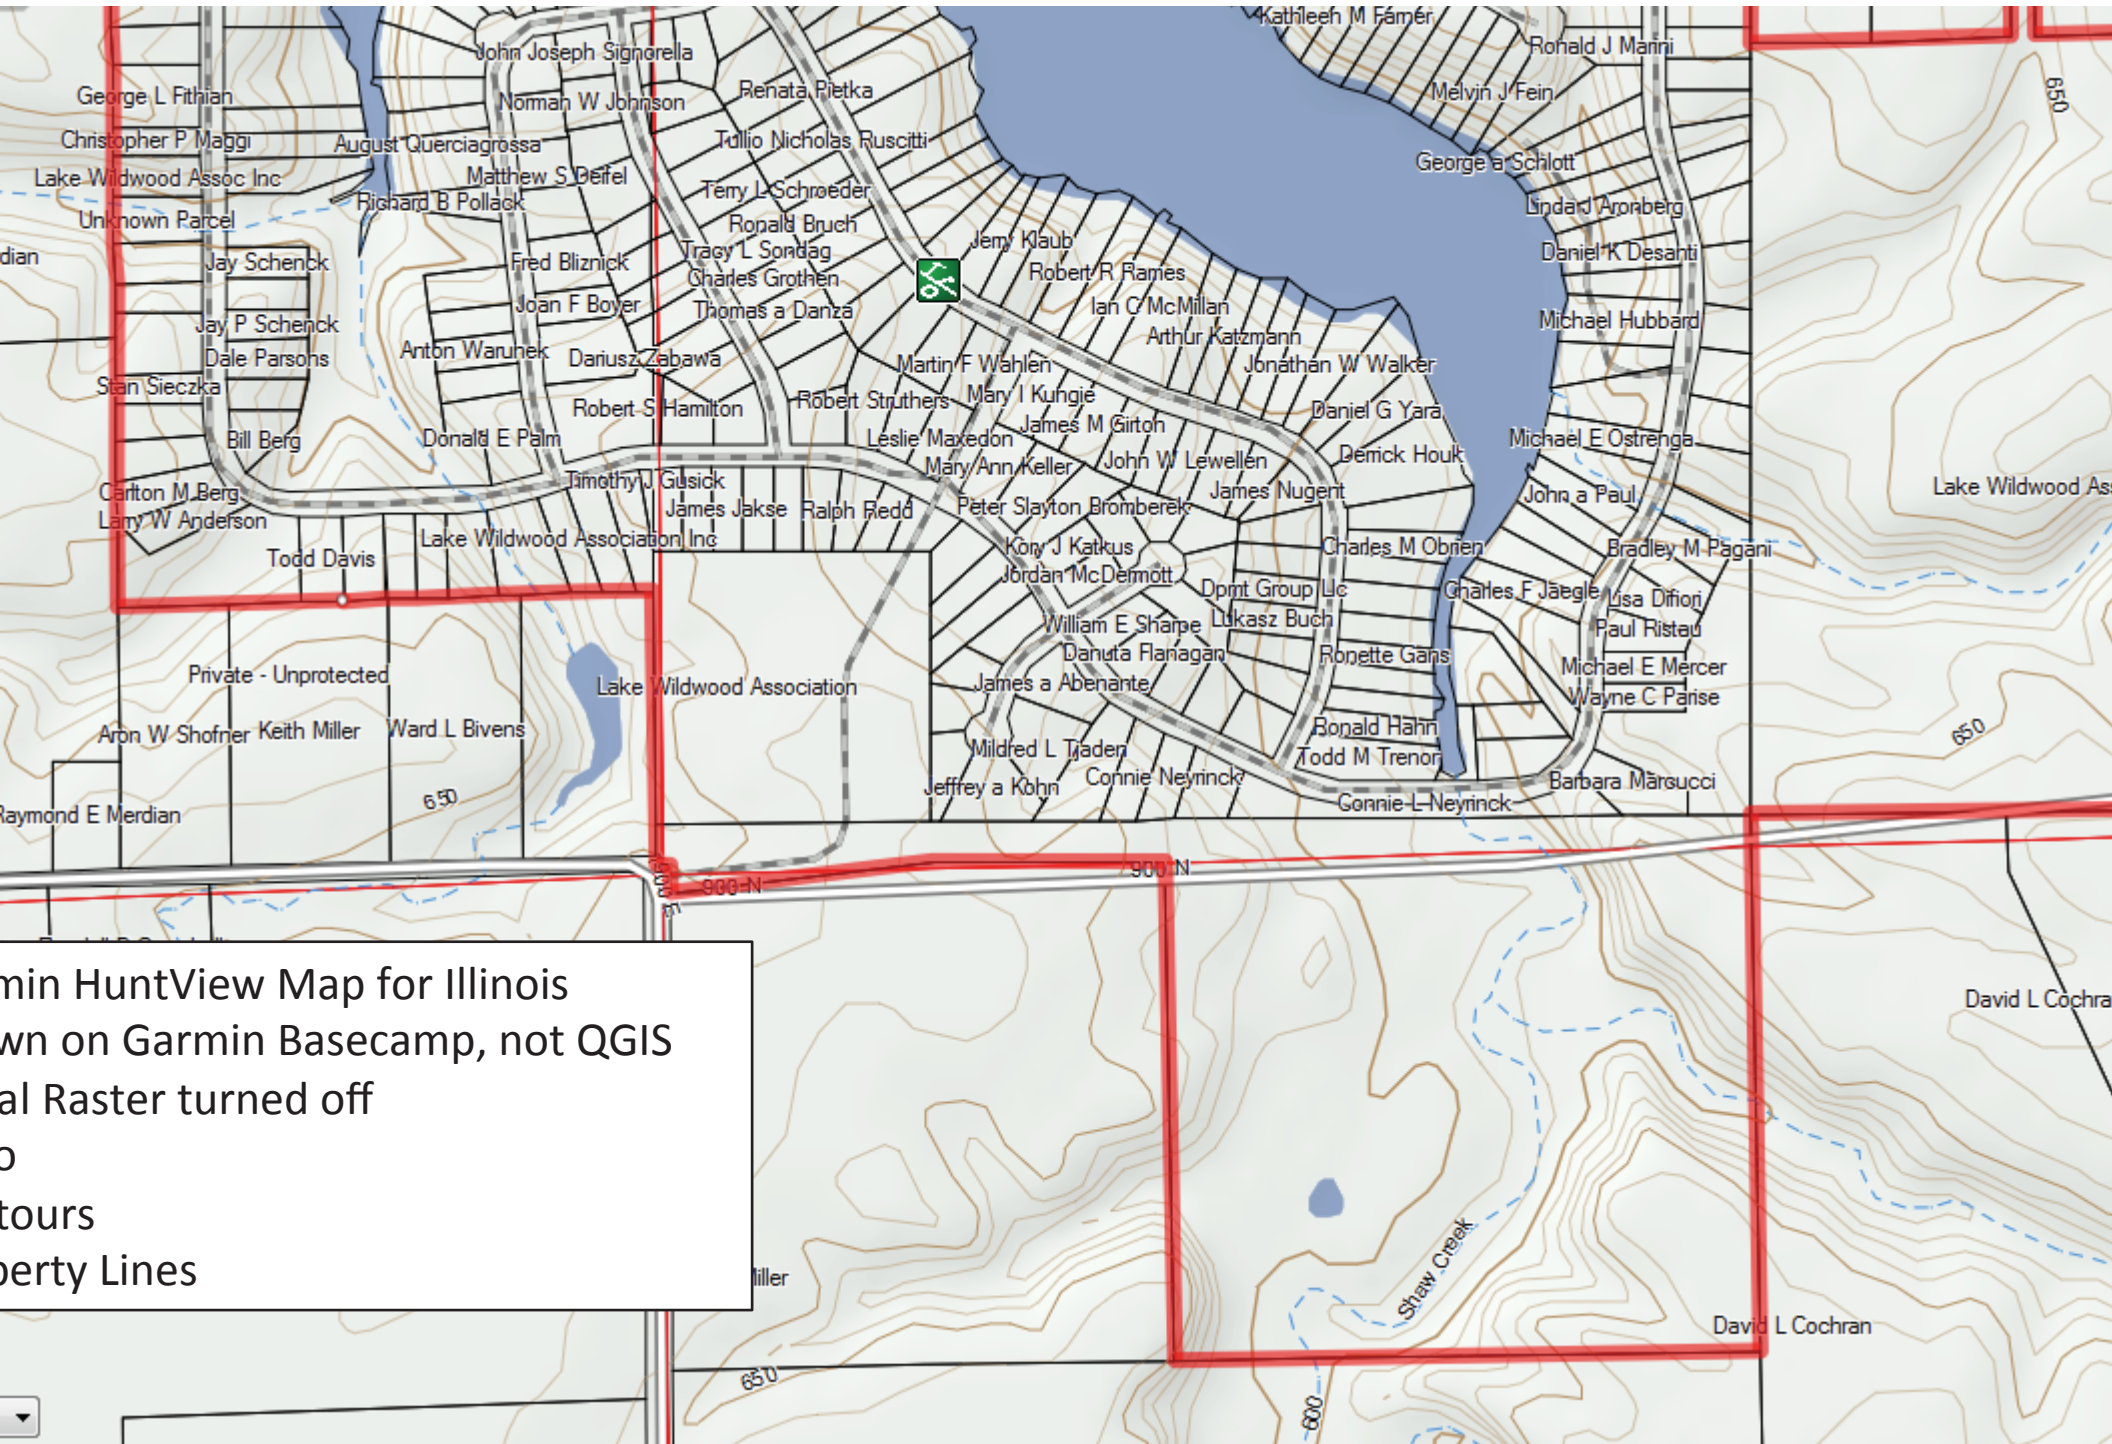 Kathleen M Farner
Ronald J Manni
John Joseph Signorella
George L Fithian
Norman W Johnson
Renata Pietka
Melvin J Fein
650
Christopher P Maggi
August Querciagrossa
Tullio Nicholas Ruscitti
George a Schlott
Lake Wildwood Assoc Inc
Matthew S Deifel
Terry L Schroeder
Richard B Pollack
Linda J Aronberg
Unknown Parcel
Ronald Bruch
Jerry Klaub
dian
Jay Schenck
Fred Bliznick
Tracy L Sondag
Daniel K Desanti
Charles Grothen
Robert R Rames
Joan F Boyer
Thomas a Danza
Ian C McMillan
Jay P Schenck
Arthur Katzmann
Michael Hubbard
Dale Parsons
Anton Warunek
Dariusz Zabawa
Martin F Wahlen
Jonathan W Walker
Stan Sieczka
Robert S Hamilton
Robert Struthers
Mary I Kungie
Daniel G Yara
James M Girton
Bill Berg
Donald E Palm
Leslie Maxedon
Michael E Ostrenga
Mary Ann Keller
John W Lewellen
Derrick Houk
Carlton M Berg
Timothy J Gusick
James Nugent
John a Paul
Lake Wildwood Ass
Larry W Anderson
James Jakse
Ralph Redd
Peter Slayton Bromberek
Todd Davis
Lake Wildwood Association Inc
Kory J Katkus
Charles M Obrien
Bradley M Pagani
Jordan McDermott
Dpmt Group Llc
Charles F Jaegle
Lisa Difiori
William E Sharpe
Lukasz Buch
Paul Ristau
Danuta Flanagan
Ronette Gans
Michael E Mercer
Private - Unprotected
Lake Wildwood Association
James a Abenante
Wayne C Parise
Aron W Shofner
Keith Miller
Ward L Bivens
Ronald Hahn
650
Mildred L Tjaden
Todd M Trenor
Jeffrey a Kohn
Connie Neyrinck
Barbara Marcucci
650
Connie L Neyrinck
Raymond E Merdian
900 N
900 N
min HuntView Map for Illinois
wn on Garmin Basecamp, not QGIS
al Raster turned off
o
tours
perty Lines
David L Cochra
Miller
Shaw Creek
David L Cochran
650
600